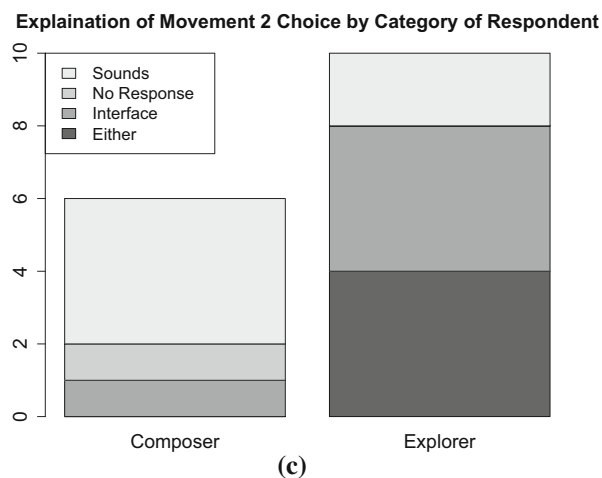 Explaination of Movement 2 Choice by Category of Respondent
10
8
6
4
2
0
Sounds
No Response
Interface
Either
Composer Explorer
(c)